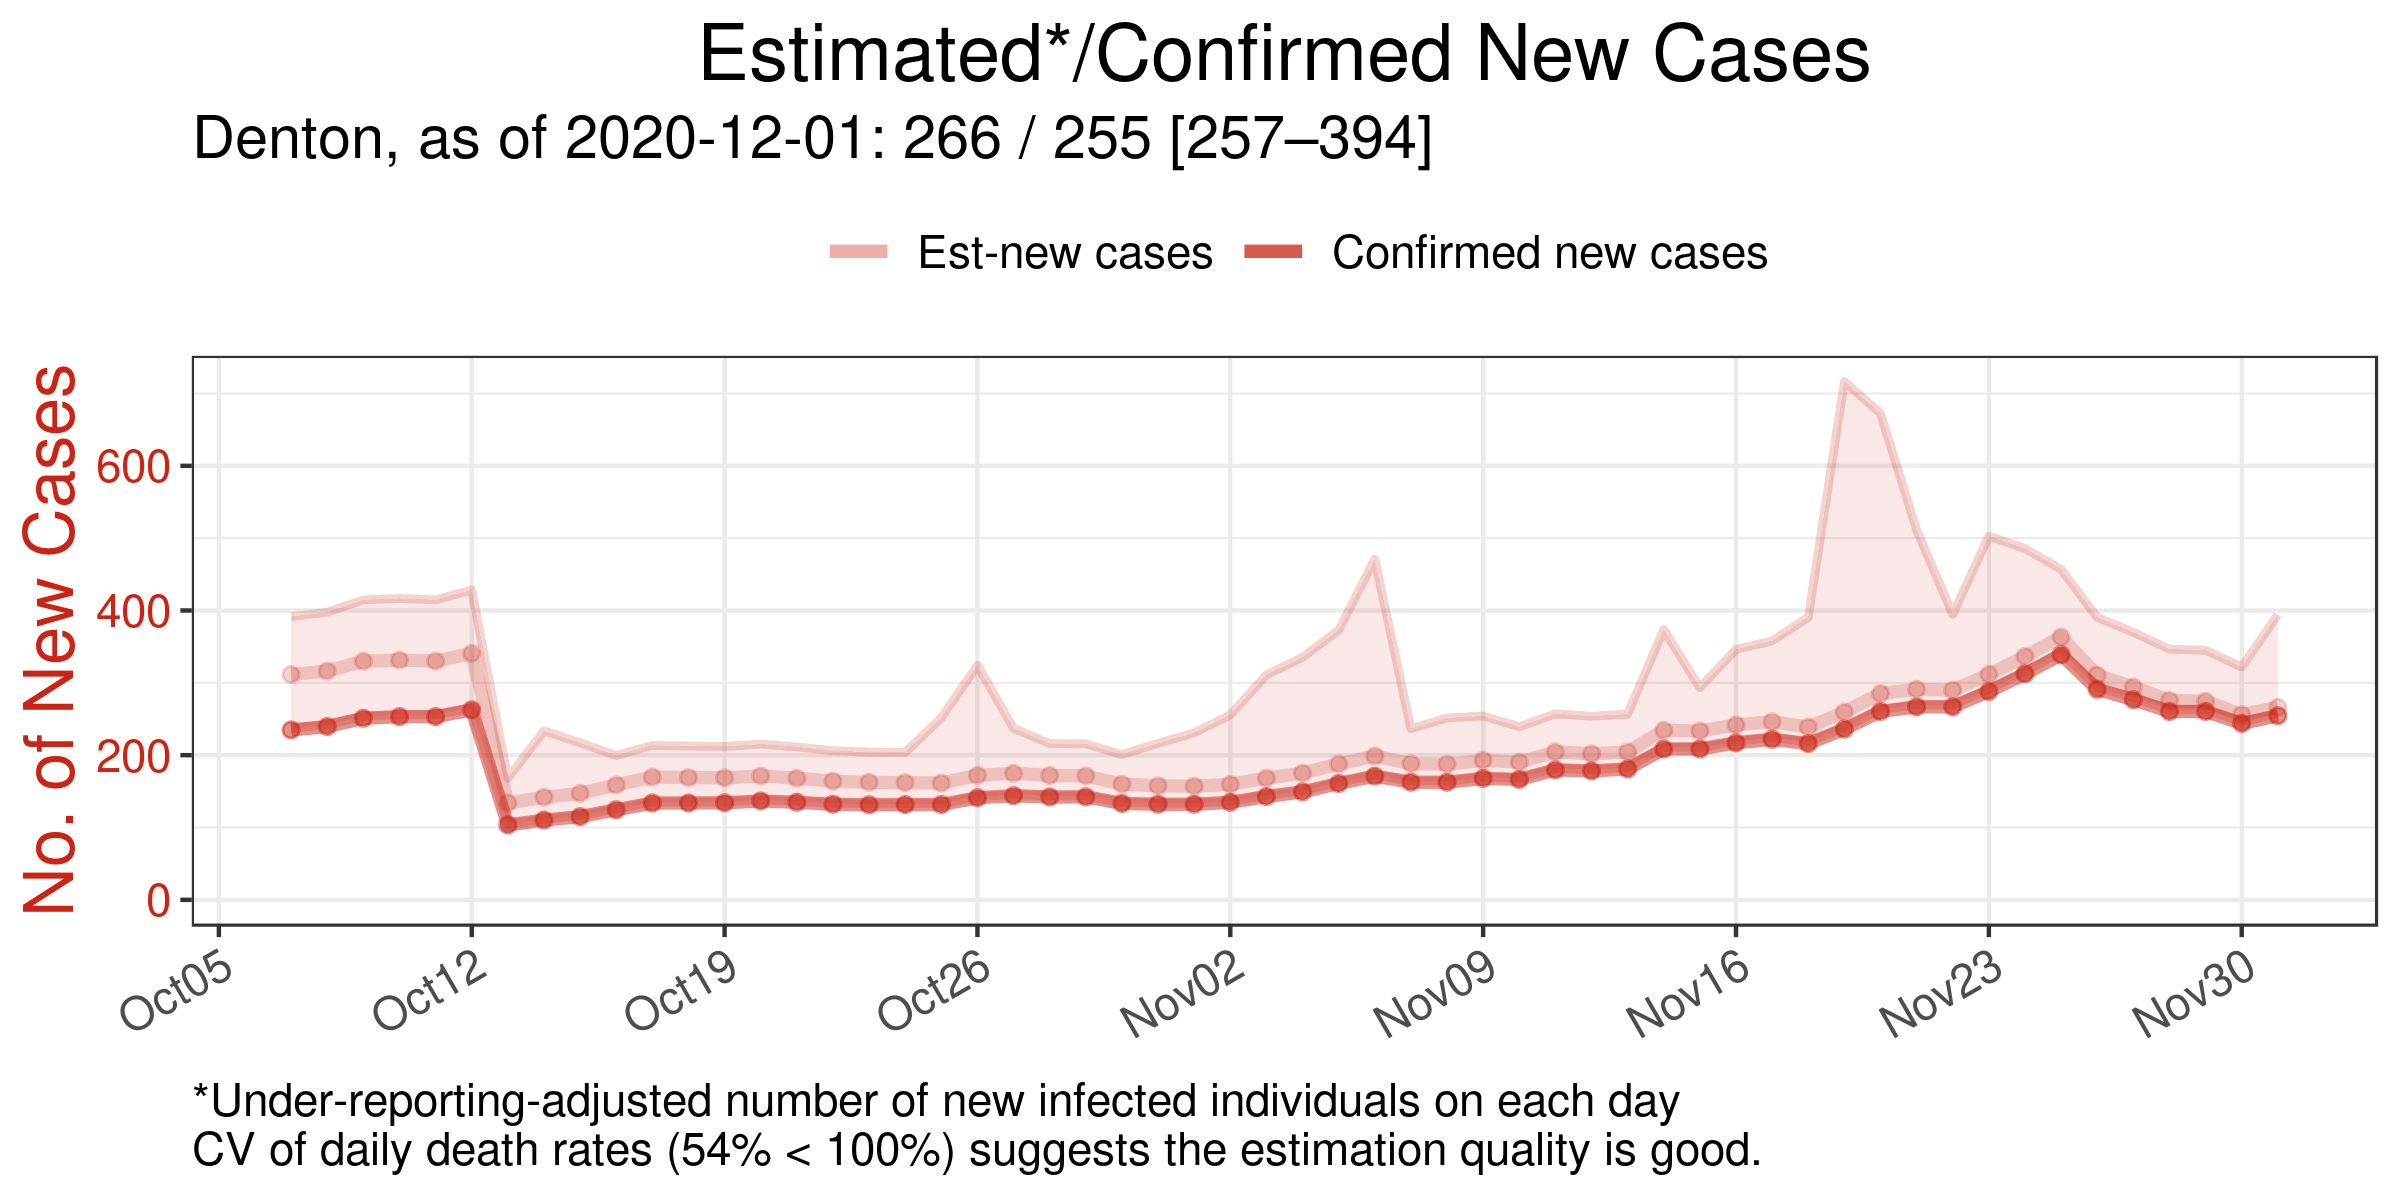 Estimated*/Confirmed New Cases
Denton, as of 2020-12-01: 266 / 255 [257–394]
Est-new cases
Confirmed new cases
No. of New Cases
600
400
200
0
Oct05
Oct12
Oct19
Oct26
Nov02
Nov09
Nov16
Nov23
Nov30
*Under-reporting-adjusted number of new infected individuals on each day
CV of daily death rates (54% < 100%) suggests the estimation quality is good.